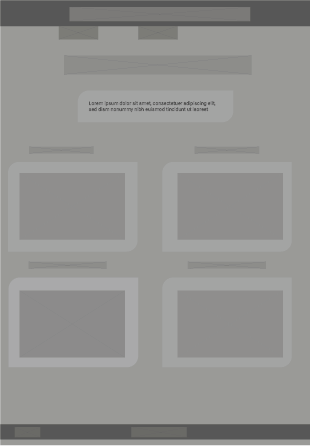 Lorem ipsum dolor sit amet, consectetuer adipiscing elit,
sed diam nonummy nibh euismod tincidunt ut laoreet